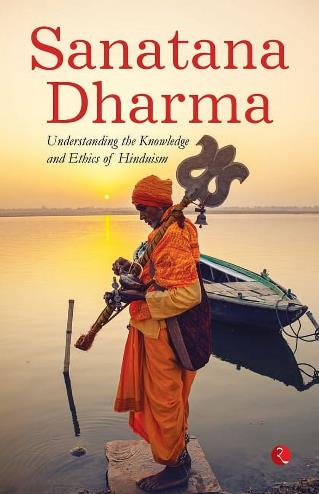 Sanatana
Dharma
Understanding the Knowledge
and Ethics of Hinduism
रु